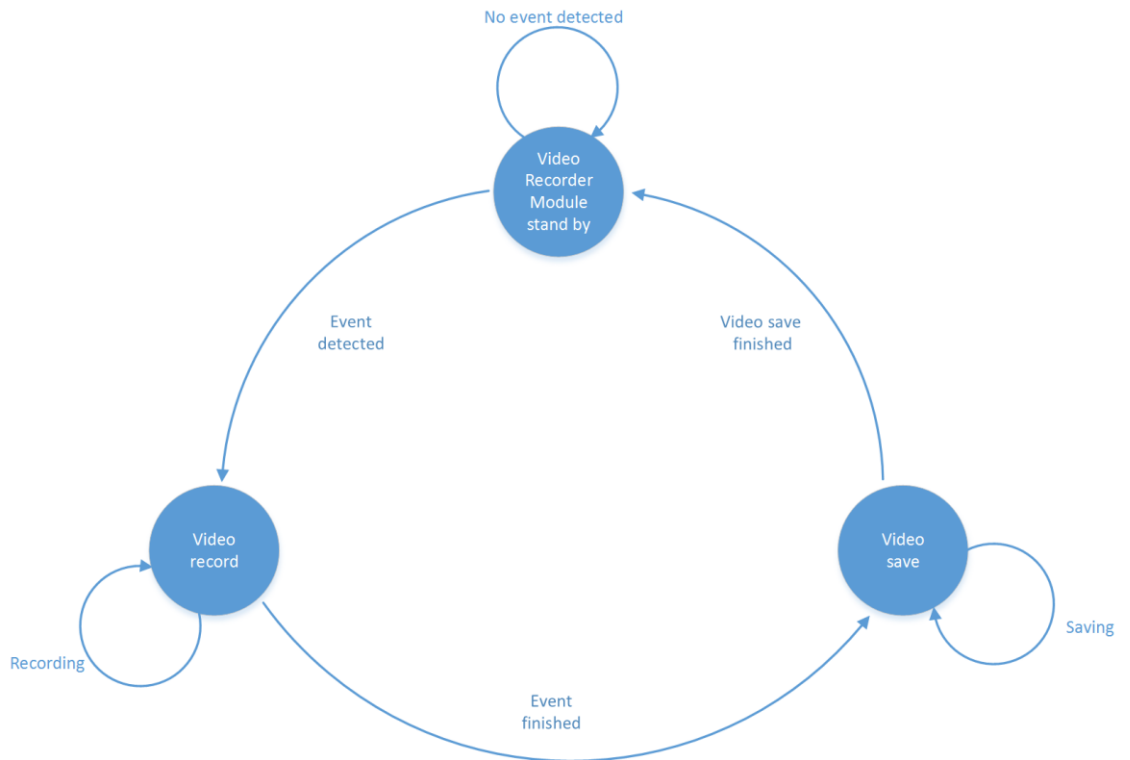 No event detected
Video
Recorder
Module
stand by
Event
detected
Video save
finished
Video
record
Video
save
Recording
Saving
Event
finished